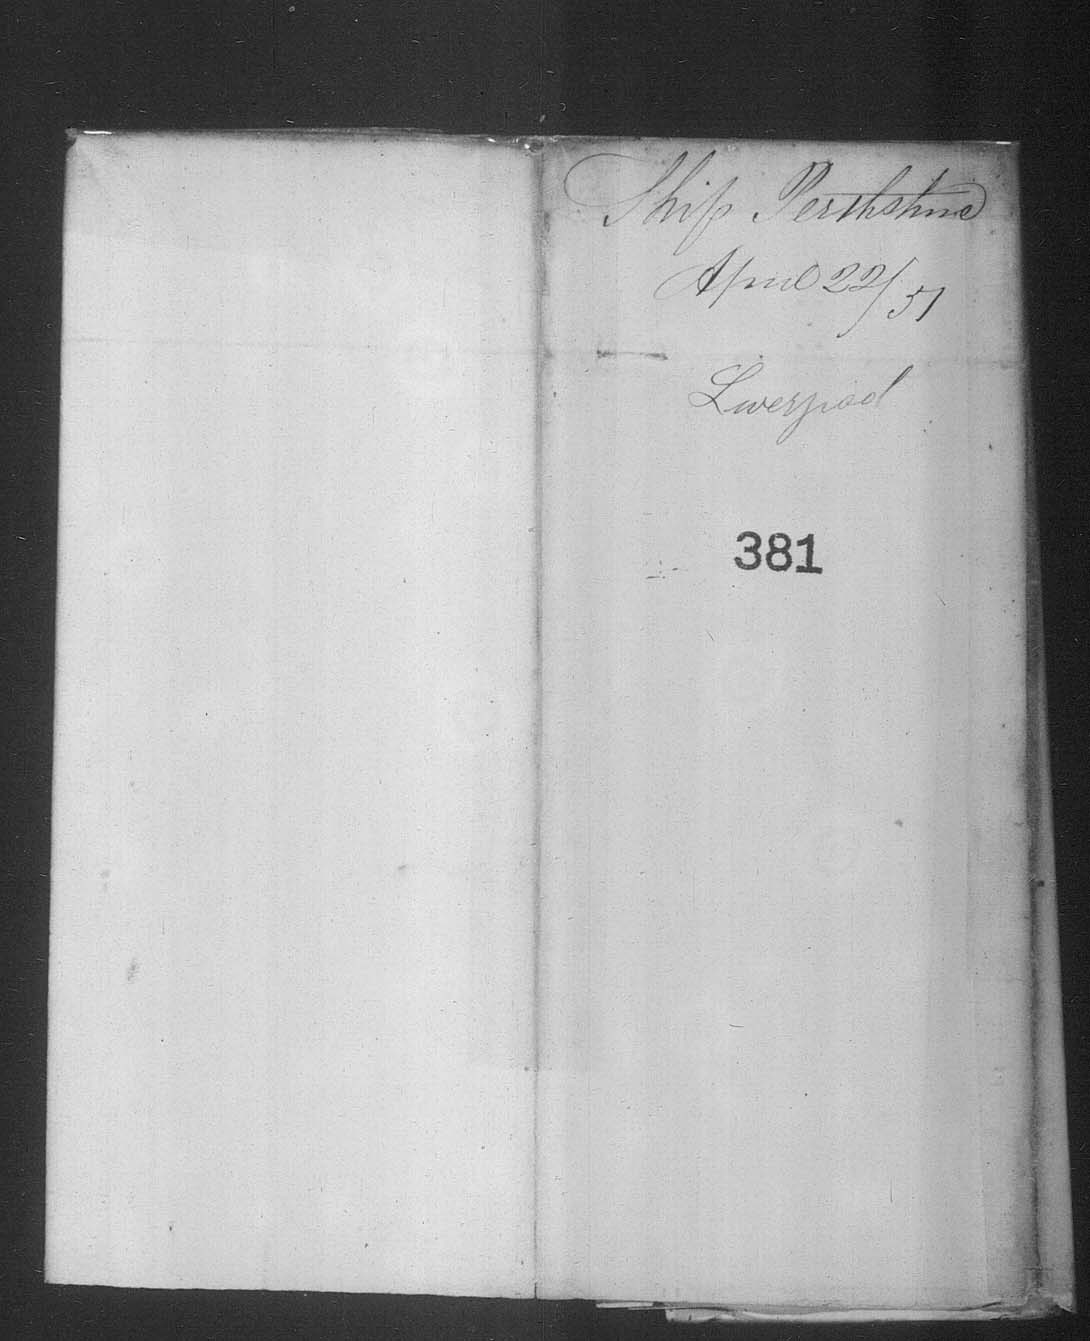 Ship Perthshire
April 22/51
Liverpool
381